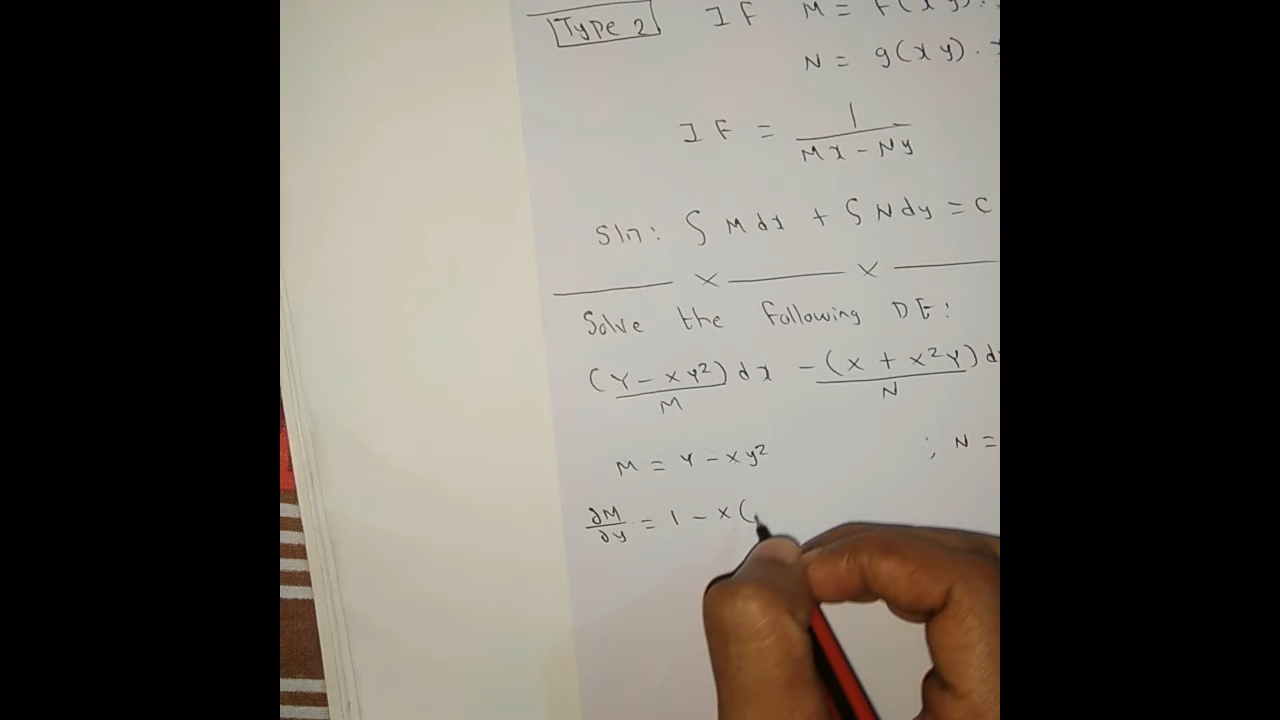 Type 2 IF M = f(xy).
N = g(xy).
IF = 1 / (Mx - Ny)
Sln: ∫ M dx + ∫ N dy = C
x x
Solve the following DE:
(Y - XY²) dx - (X + X²Y) d
M N
M = Y - Xy² ; N =
∂M/∂y = 1 - x (